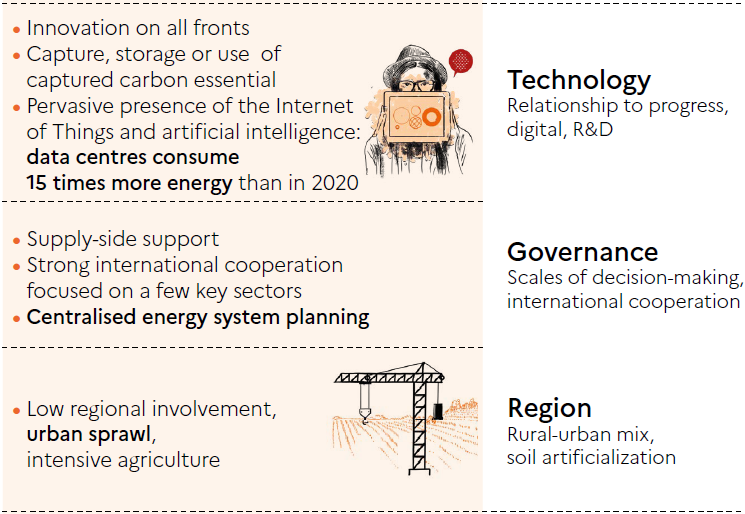 • Innovation on all fronts
• Capture, storage or use of
captured carbon essential
• Pervasive presence of the Internet
of Things and artificial intelligence:
data centres consume
15 times more energy than in 2020
Technology
Relationship to progress,
digital, R&D
• Supply-side support
• Strong international cooperation
focused on a few key sectors
• Centralised energy system planning
Governance
Scales of decision-making,
international cooperation
• Low regional involvement,
urban sprawl,
intensive agriculture
Region
Rural-urban mix,
soil artificialization